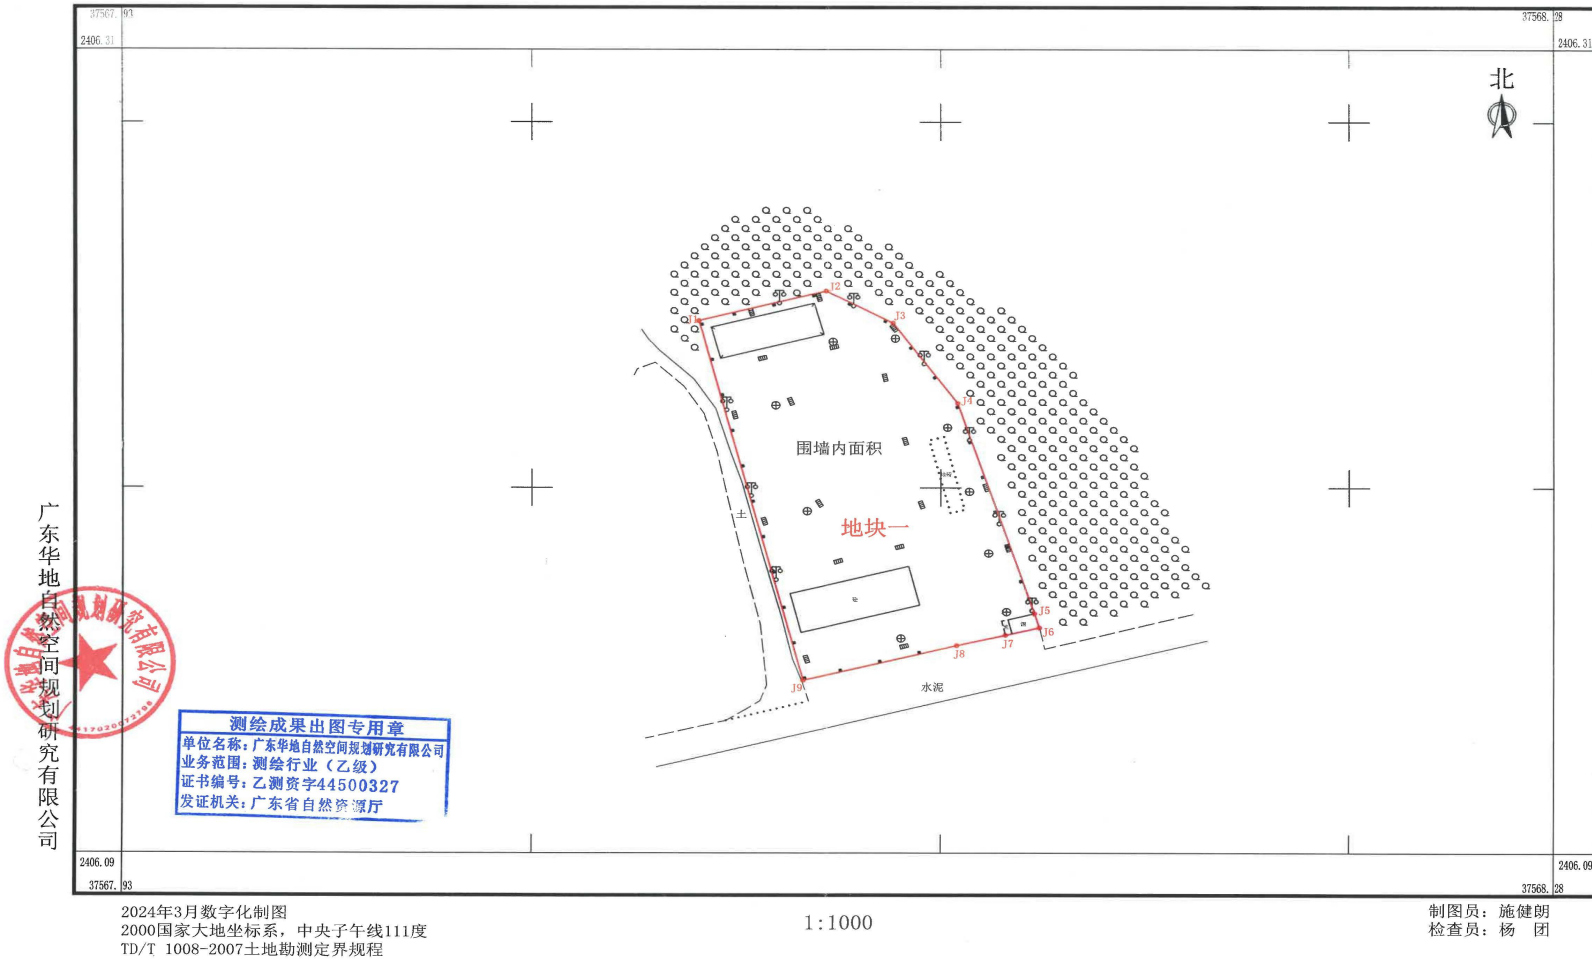 37567.93
37568.28
2406.31
2406.31
北
J1
J2
J3
J4
围墙内面积
土
地块一
J5
J6
J7
J8
J9
水泥
广东华地自然空间规划研究有限公司
测绘成果出图专用章
单位名称：广东华地自然空间规划研究有限公司
业务范围：测绘行业（乙级）
证书编号：乙测资字44500327
发证机关：广东省自然资源厅
2406.09
2406.09
37567.93
37568.28
2024年3月数字化制图
2000国家大地坐标系，中央子午线111度
TD/T 1008-2007土地勘测定界规程
1:1000
制图员：施健朗
检查员：杨　团